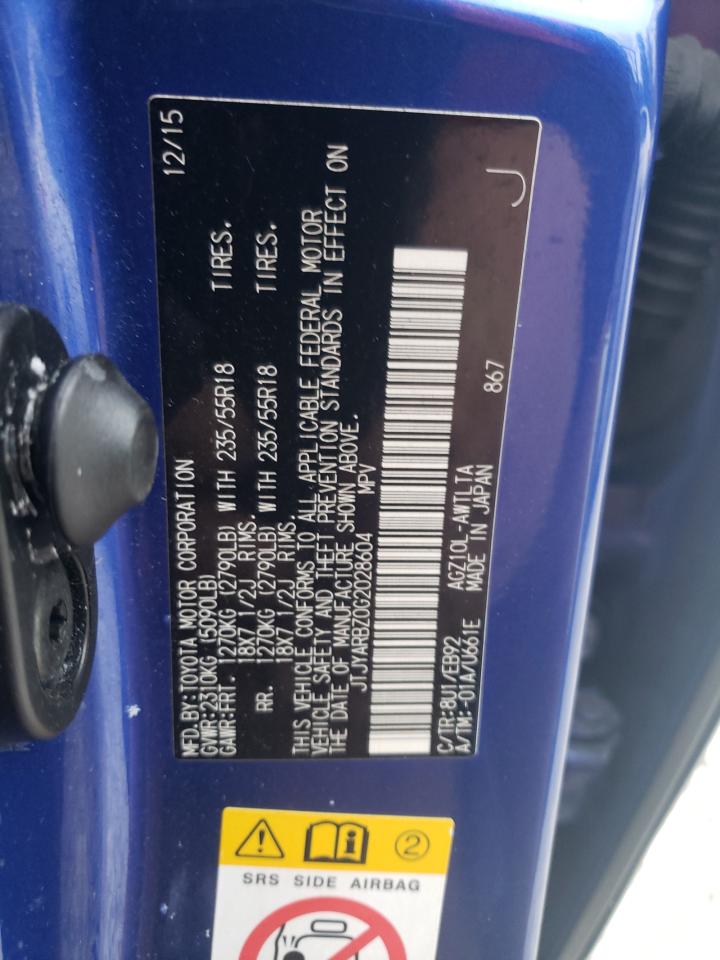 MFD.BY:TOYOTA MOTOR CORPORATION 12/15
GVWR:2310KG (5090LB)
GAWR:FRT. 1270KG (2790LB) WITH 235/55R18 TIRES.
18X7 1/2J RIMS.
RR. 1270KG (2790LB) WITH 235/55R18 TIRES.
18X7 1/2J RIMS.
THIS VEHICLE CONFORMS TO ALL APPLICABLE FEDERAL MOTOR
VEHICLE SAFETY AND THEFT PREVENTION STANDARDS IN EFFECT ON
THE DATE OF MANUFACTURE SHOWN ABOVE.
JTJYARBZ0G2028604 MPV
C/TR:8U1/EB92 AGZ10L-AWTLTA 867
A/TM:-01A/U661E MADE IN JAPAN
J
2
SRS SIDE AIRBAG